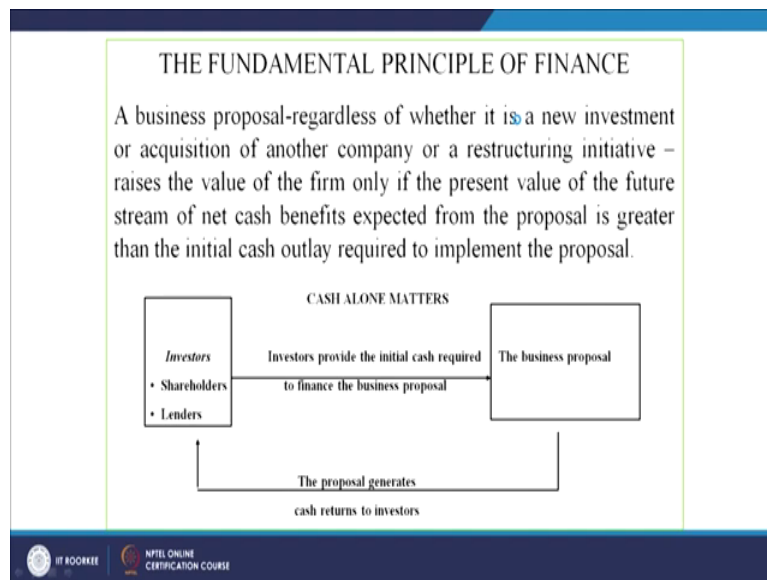 THE FUNDAMENTAL PRINCIPLE OF FINANCE
A business proposal-regardless of whether it is a new investment
or acquisition of another company or a restructuring initiative –
raises the value of the firm only if the present value of the future
stream of net cash benefits expected from the proposal is greater
than the initial cash outlay required to implement the proposal.
CASH ALONE MATTERS
Investors
• Shareholders
• Lenders
Investors provide the initial cash required
to finance the business proposal
The business proposal
The proposal generates
cash returns to investors
IIT ROORKEE
NPTEL ONLINE
CERTIFICATION COURSE